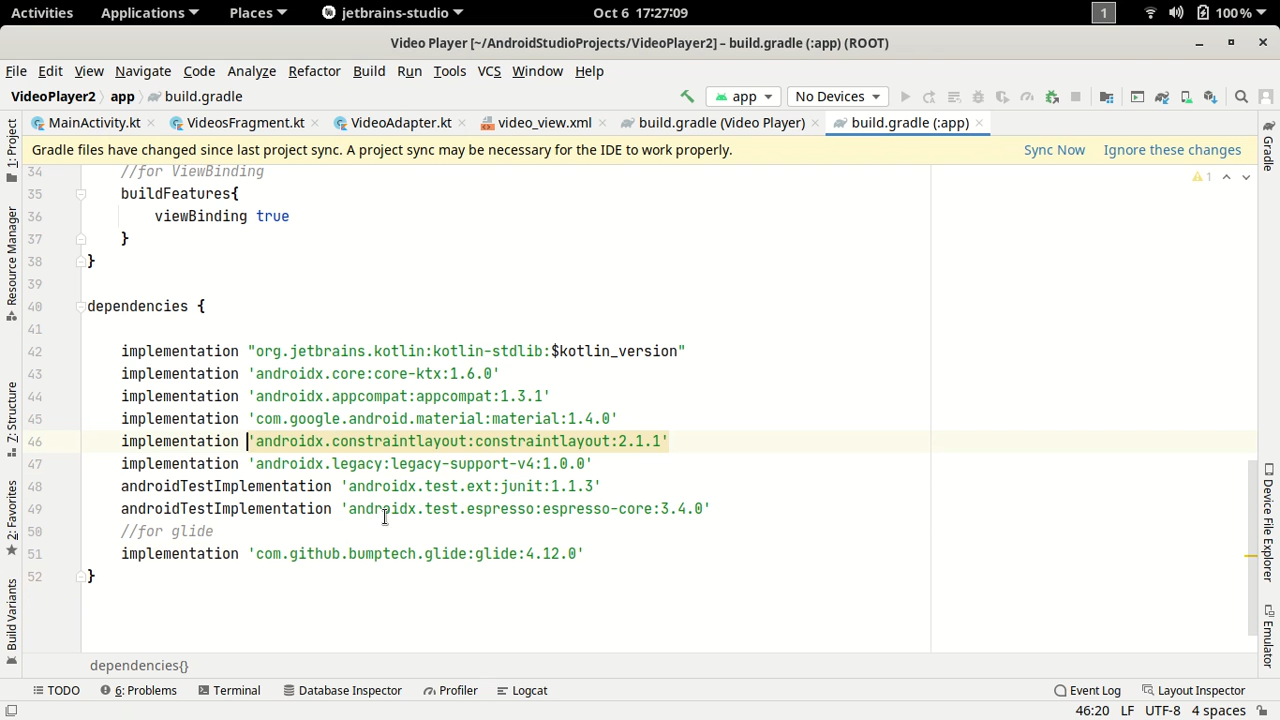 Activities Applications Places jetbrains-studio Oct 6 17:27:09 1 100%
Video Player [~/AndroidStudioProjects/VideoPlayer2] – build.gradle (:app) (ROOT)
File Edit View Navigate Code Analyze Refactor Build Run Tools VCS Window Help
VideoPlayer2 app build.gradle app No Devices
MainActivity.kt VideosFragment.kt VideoAdapter.kt video_view.xml build.gradle (Video Player) build.gradle (:app)
Gradle files have changed since last project sync. A project sync may be necessary for the IDE to work properly. Sync Now Ignore these changes
34 //for ViewBinding 1
35 buildFeatures{
36 viewBinding true
37 }
38 }
39
40 dependencies {
41
42 implementation "org.jetbrains.kotlin:kotlin-stdlib:$kotlin_version"
43 implementation 'androidx.core:core-ktx:1.6.0'
44 implementation 'androidx.appcompat:appcompat:1.3.1'
45 implementation 'com.google.android.material:material:1.4.0'
46 implementation 'androidx.constraintlayout:constraintlayout:2.1.1'
47 implementation 'androidx.legacy:legacy-support-v4:1.0.0'
48 androidTestImplementation 'androidx.test.ext:junit:1.1.3'
49 androidTestImplementation 'androidx.test.espresso:espresso-core:3.4.0'
50 //for glide
51 implementation 'com.github.bumptech.glide:glide:4.12.0'
52 }
dependencies{}
1: Project
Resource Manager
Z: Structure
2: Favorites
Build Variants
Gradle
Device File Explorer
Emulator
TODO 6: Problems Terminal Database Inspector Profiler Logcat Event Log Layout Inspector
46:20 LF UTF-8 4 spaces